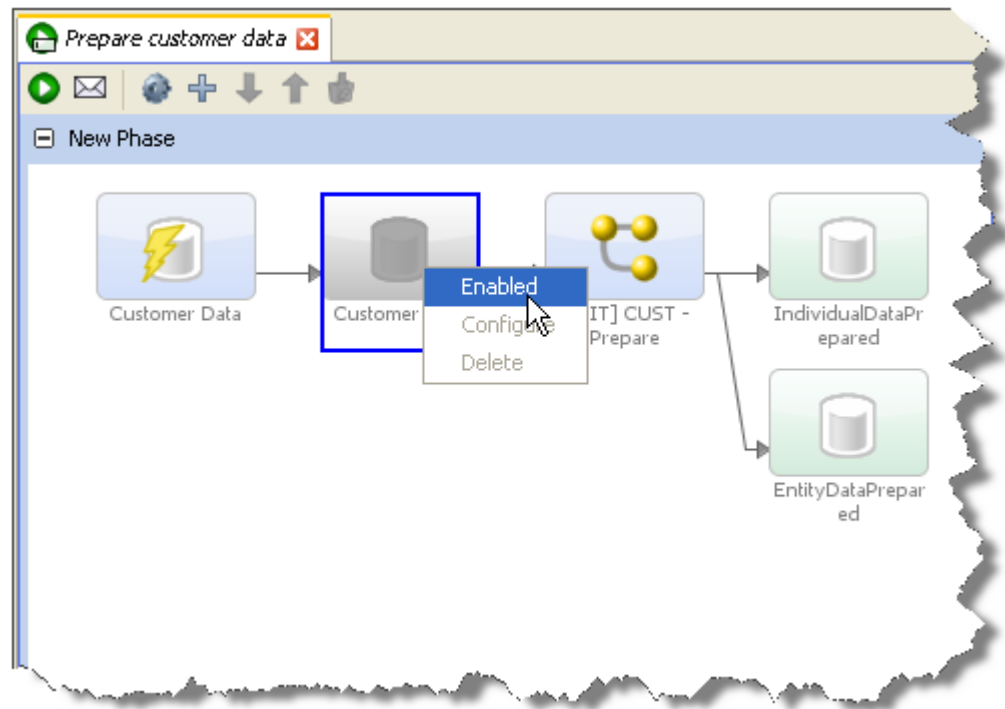 Prepare customer data
New Phase
Customer Data
Customer
IT] CUST -
Prepare
IndividualDataPr
epared
EntityDataPrepar
ed
Enabled
Configure
Delete